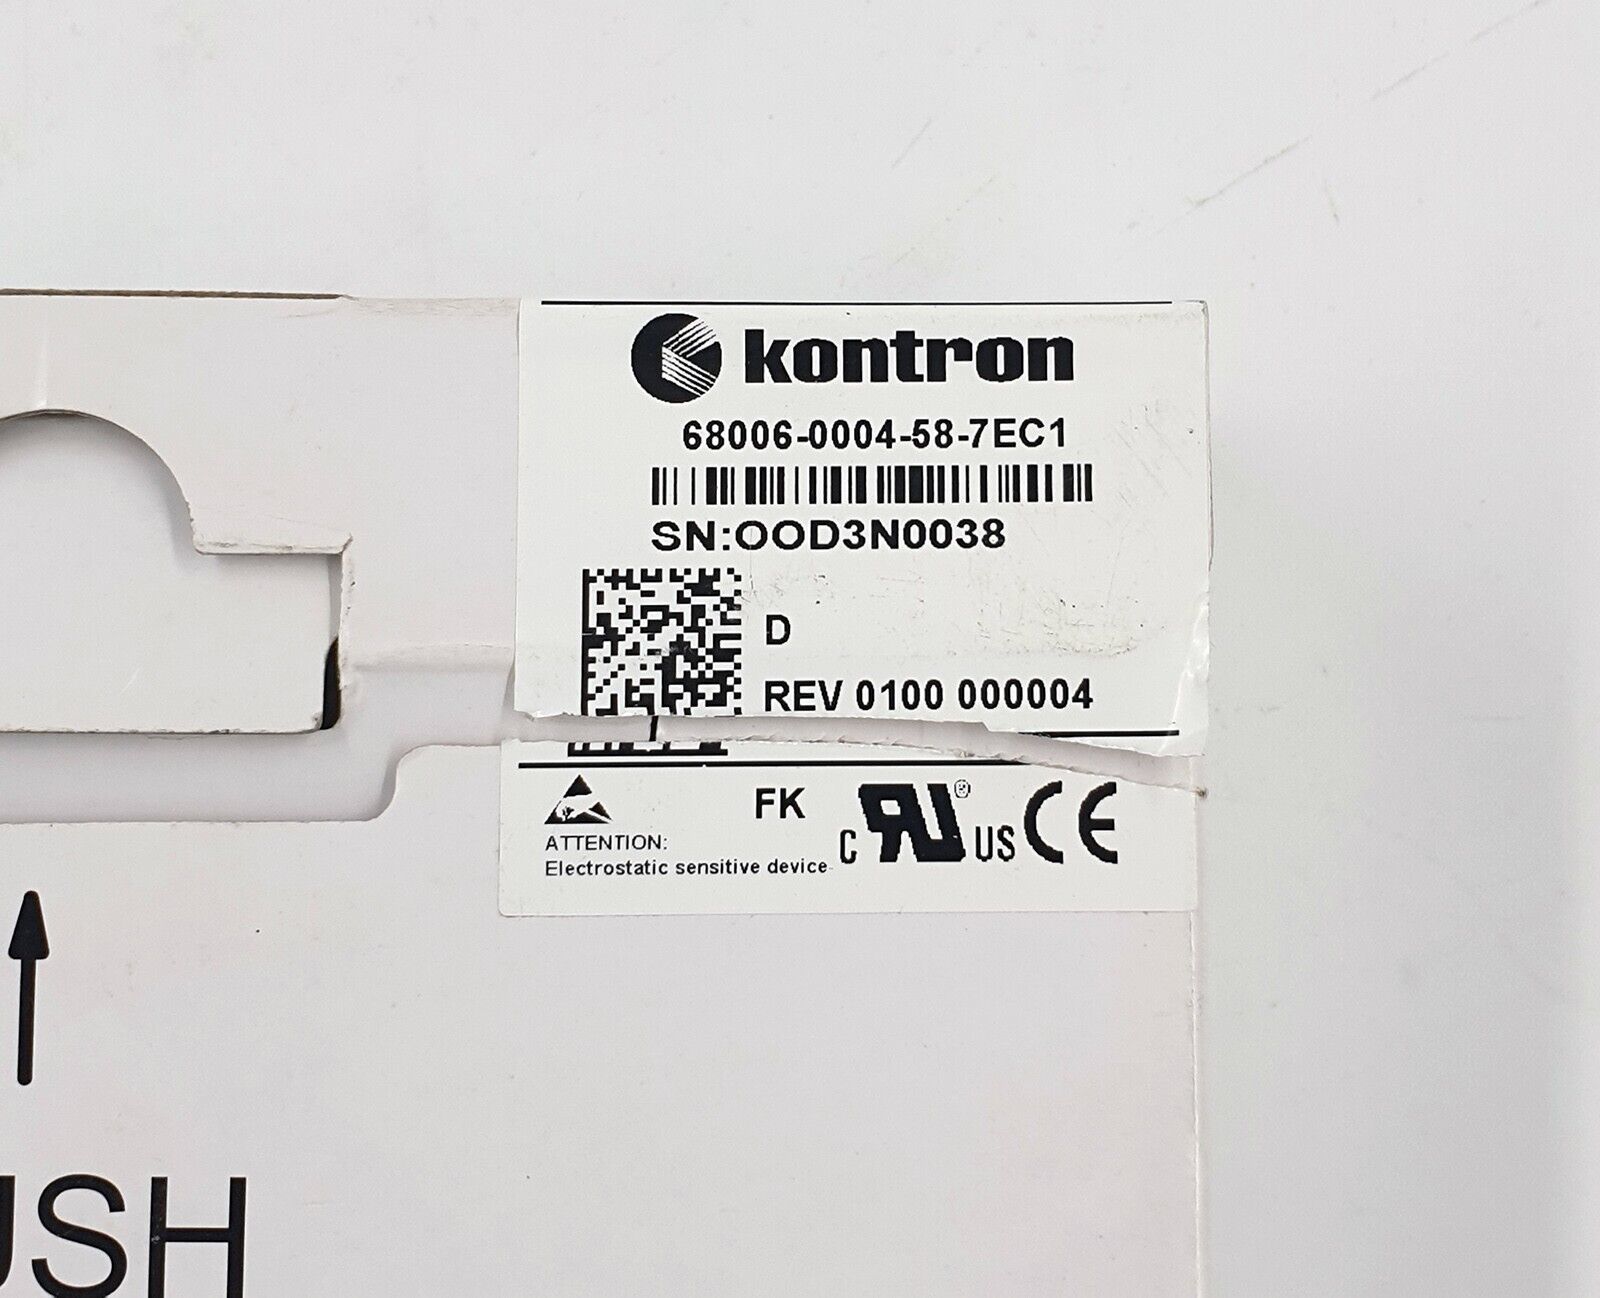 kontron
68006-0004-58-7EC1
SN:OOD3N0038
D
REV 0100 000004
FK
C
US
CE
ATTENTION:
Electrostatic sensitive device
USH